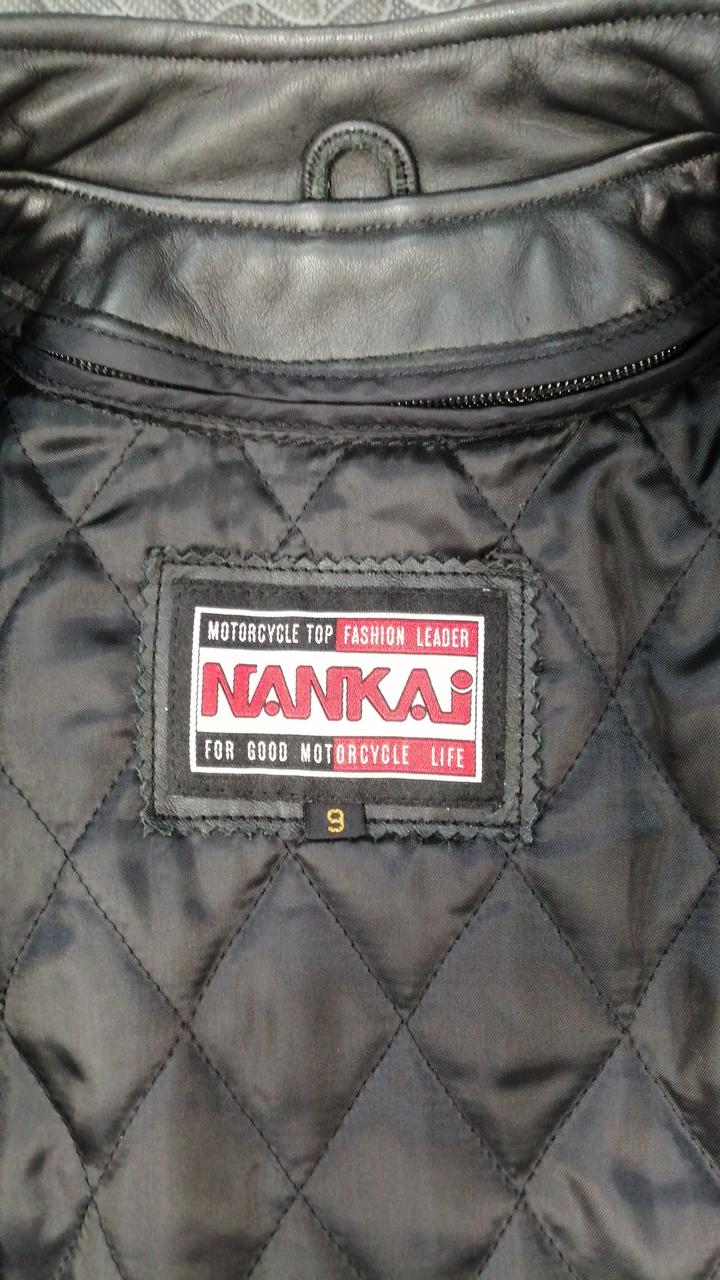 MOTORCYCLE TOP FASHION LEADER
NANKAi
FOR GOOD MOTORCYCLE LIFE
9